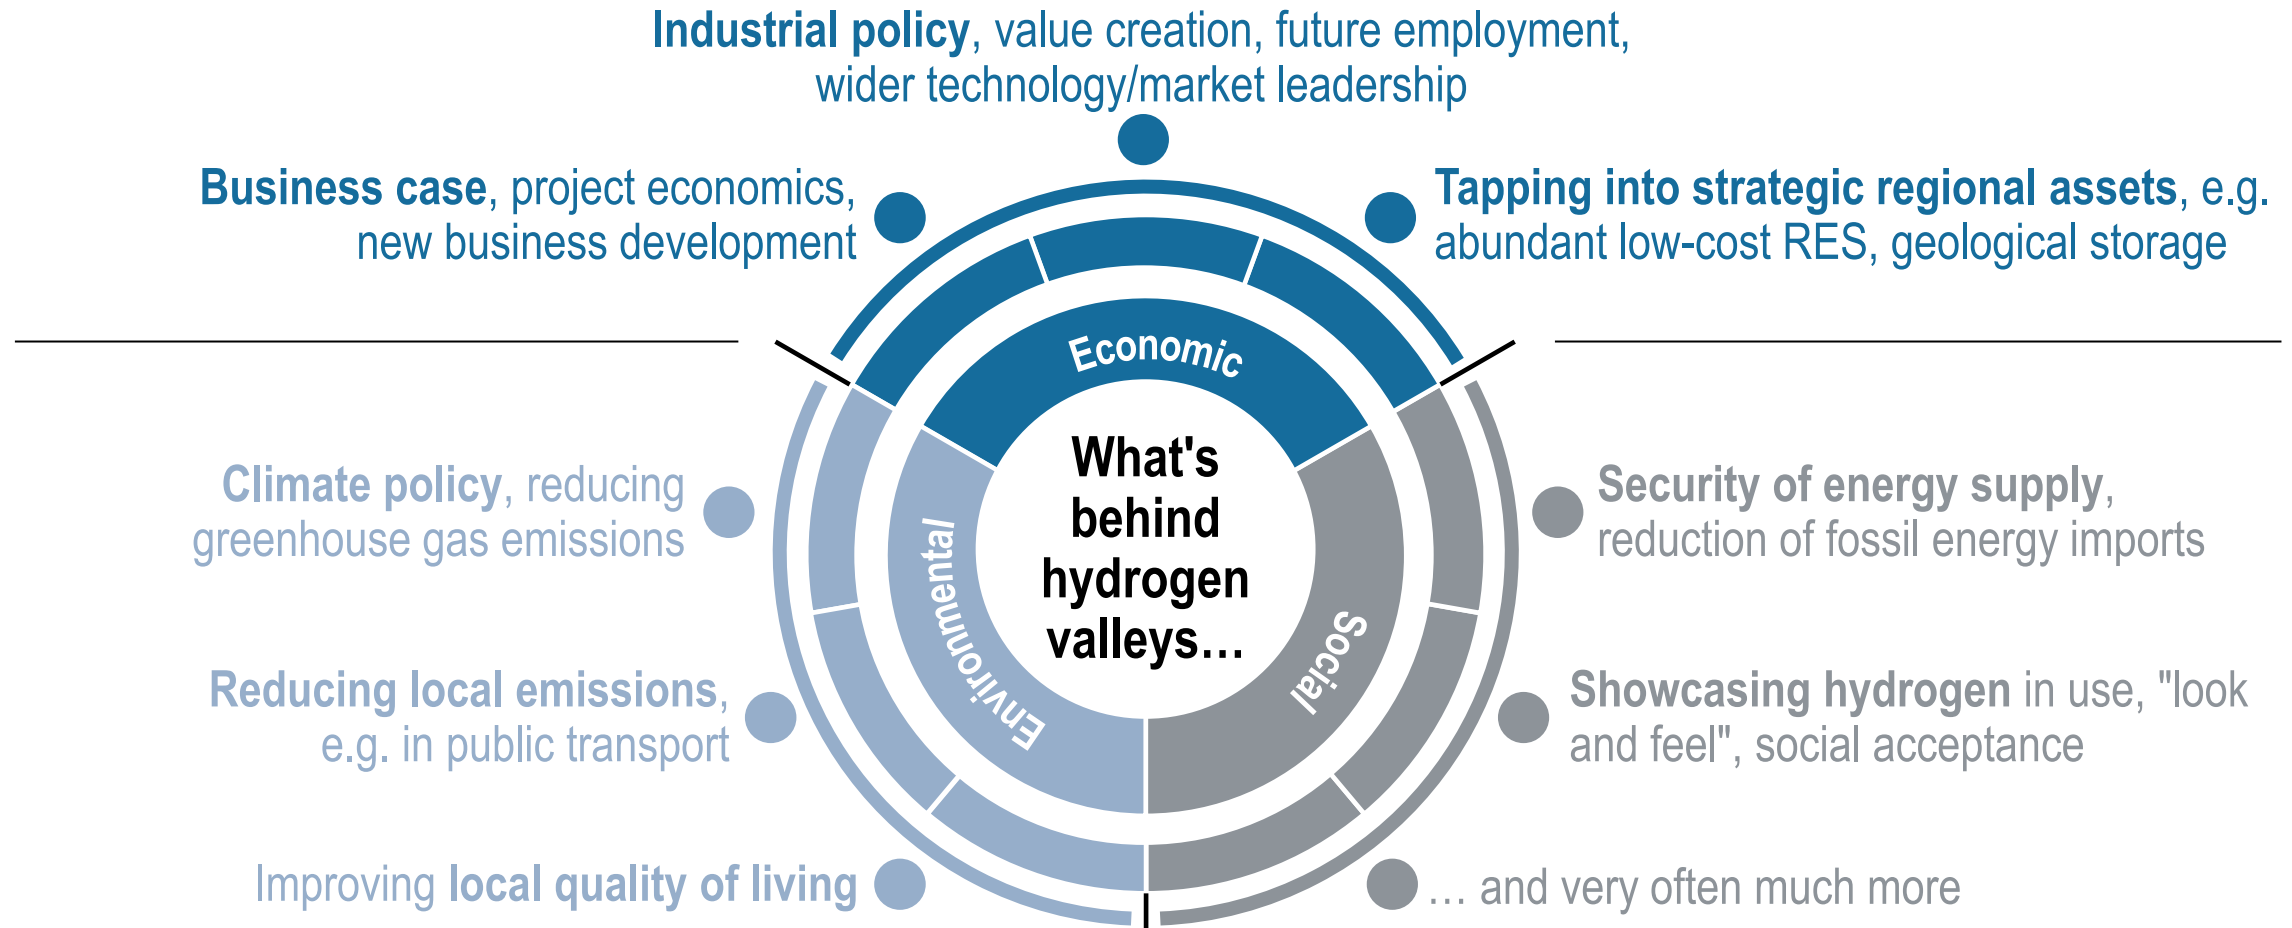 Industrial policy, value creation, future employment,
wider technology/market leadership
Business case, project economics,
new business development
Tapping into strategic regional assets, e.g.
abundant low-cost RES, geological storage
Economic
What's
behind
hydrogen
valleys…
Environmental
Social
Climate policy, reducing
greenhouse gas emissions
Reducing local emissions,
e.g. in public transport
Improving local quality of living
Security of energy supply,
reduction of fossil energy imports
Showcasing hydrogen in use, "look
and feel", social acceptance
… and very often much more